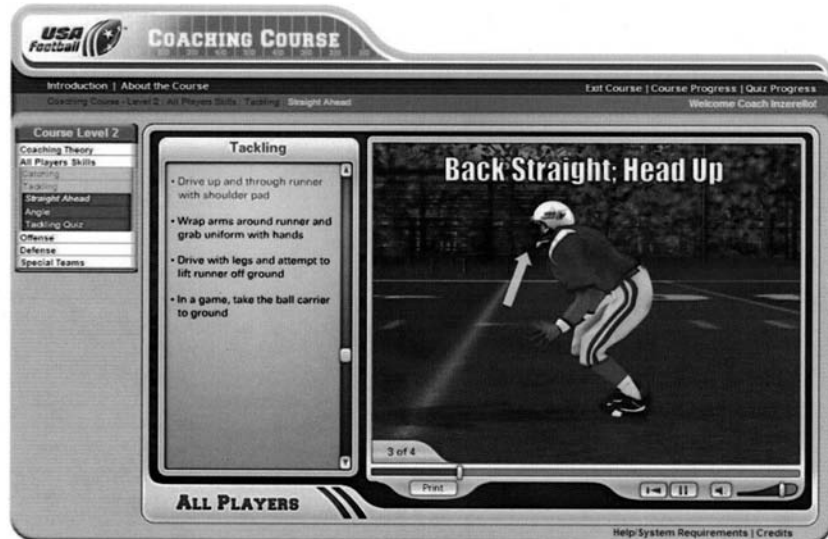 USA
Football
COACHING COURSE
Introduction | About the Course
Exit Course | Course Progress | Quiz Progress
Coaching Course - Level 2 : All Players Skills : Tackling : Straight Ahead
Welcome Coach Inzerello!
Course Level 2
Coaching Theory
All Players Skills
Catching
Tackling
Straight Ahead
Angle
Tackling Quiz
Offense
Defense
Special Teams
Tackling
• Drive up and through runner
with shoulder pad
• Wrap arms around runner and
grab uniform with hands
• Drive with legs and attempt to
lift runner off ground
• In a game, take the ball carrier
to ground
Back Straight; Head Up
3 of 4
Print
ALL PLAYERS
Help/System Requirements | Credits